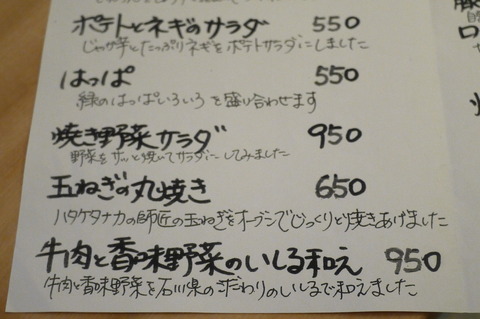 ポテトとネギのサラダ 550
じゃが芋とたっぷりネギをポテトサラダにしました
はっぱ 550
緑のはっぱいろいろを盛り合わせます
焼き野菜サラダ 950
野菜をサッと焼いてサラダにしてみました
玉ねぎの丸焼き 650
ハタケタナカの師匠の玉ねぎをオーブンでじっくりと焼きあげました
牛肉と香味野菜のいしる和え 950
牛肉と香味野菜を石川県のこだわりのいしるで和えました